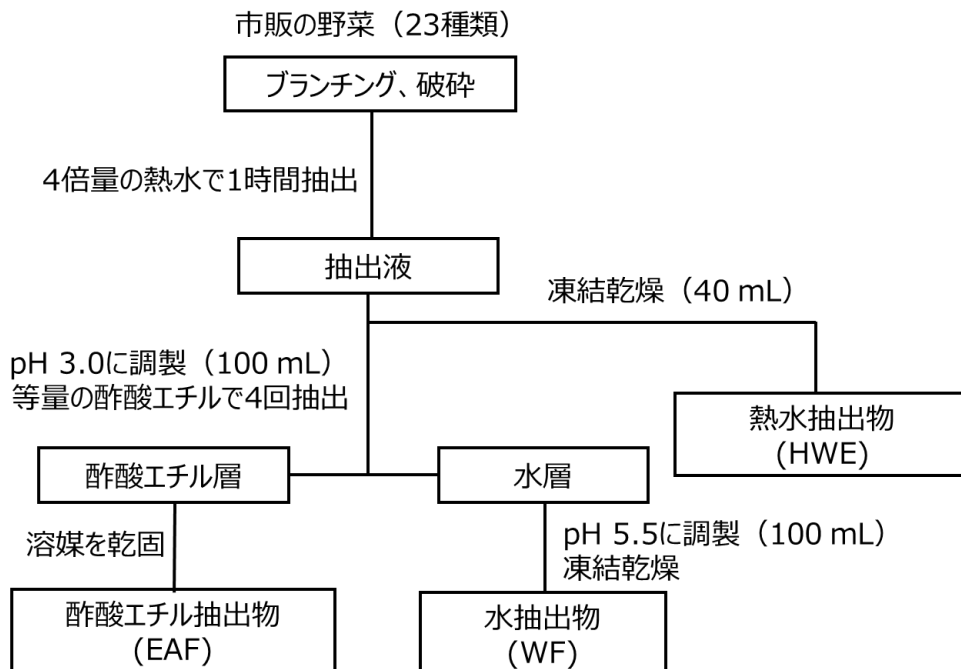 市販の野菜（23種類）
ブランチング、破砕
4倍量の熱水で1時間抽出
抽出液
凍結乾燥（40 mL）
pH 3.0に調製（100 mL）
等量の酢酸エチルで4回抽出
熱水抽出物
(HWE)
酢酸エチル層
水層
溶媒を乾固
pH 5.5に調製（100 mL）
凍結乾燥
酢酸エチル抽出物
(EAF)
水抽出物
(WF)